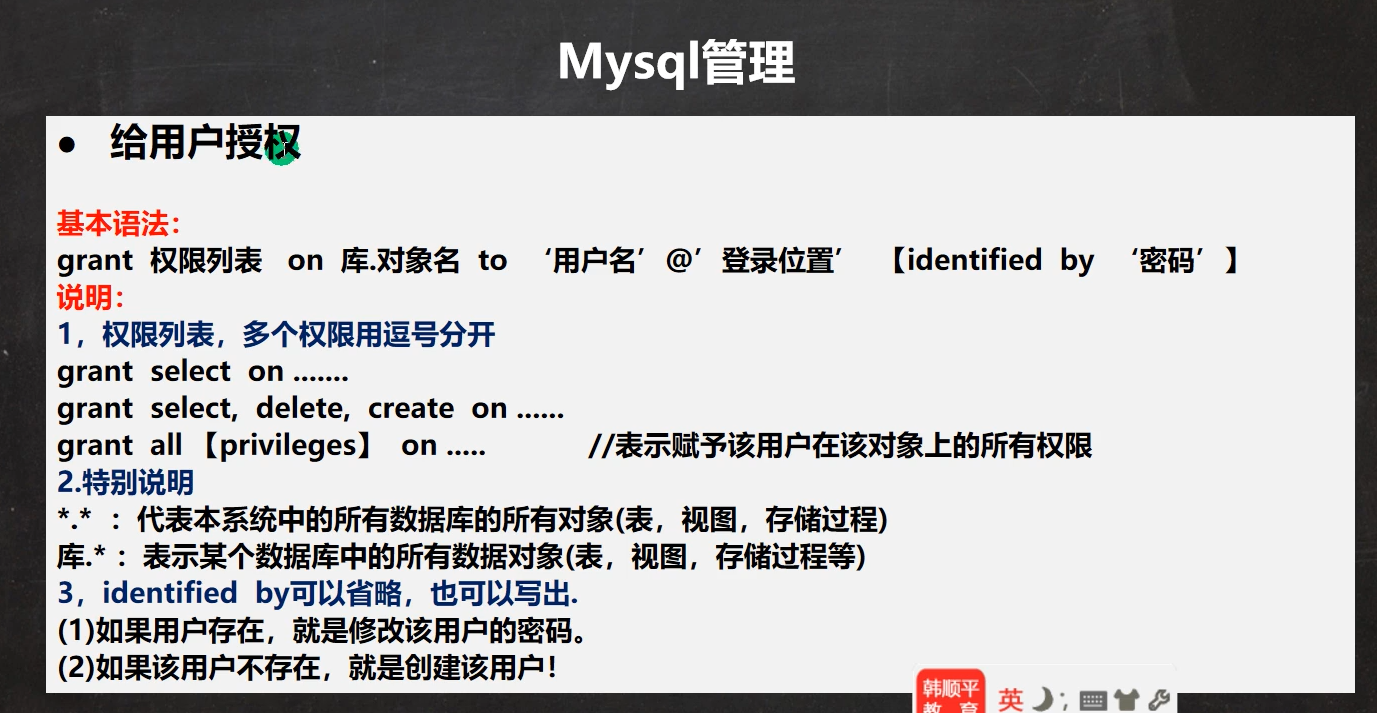 Mysql管理
● 给用户授权
基本语法：
grant 权限列表 on 库.对象名 to ‘用户名’ @’ 登录位置’ 【identified by ‘密码’ 】
说明：
1，权限列表，多个权限用逗号分开
grant select on .......
grant select, delete, create on ......
grant all 【privileges】 on ..... //表示赋予该用户在该对象上的所有权限
2.特别说明
*.* ：代表本系统中的所有数据库的所有对象(表，视图，存储过程)
库.* ：表示某个数据库中的所有数据对象(表，视图，存储过程等)
3，identified by可以省略，也可以写出.
(1)如果用户存在，就是修改该用户的密码。
(2)如果该用户不存在，就是创建该用户！
韩顺平
教 育
英